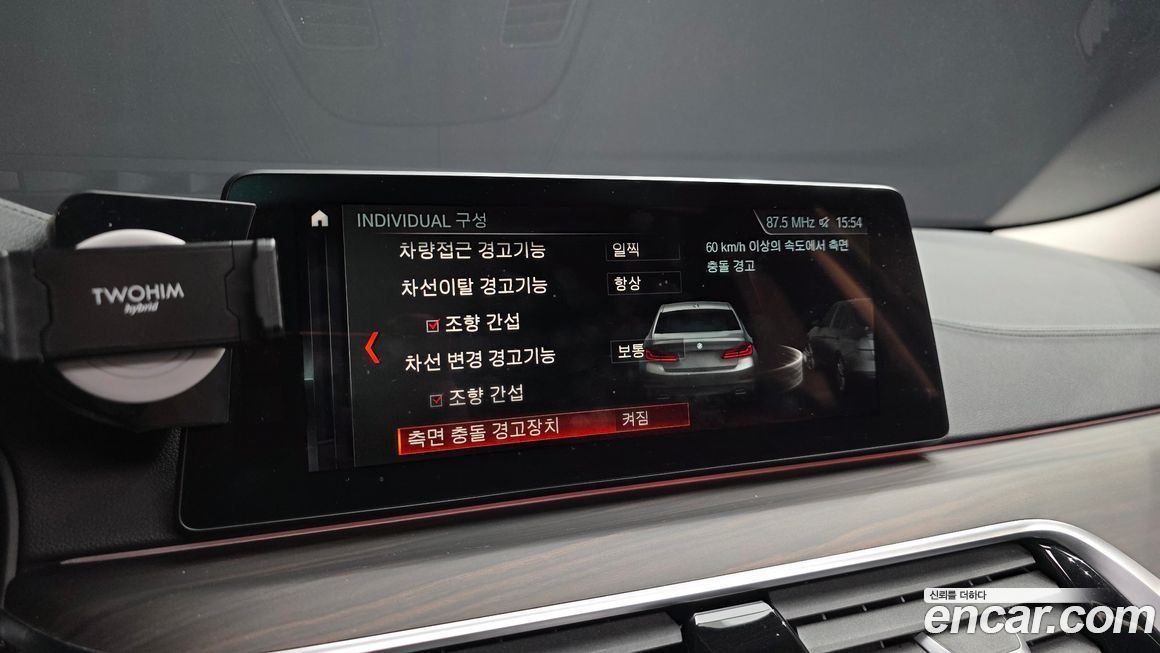 INDIVIDUAL 구성
87.5 MHz 15:54
차량접근 경고기능 일찍
60 km/h 이상의 속도에서 측면
충돌 경고
차선이탈 경고기능 항상
조향 간섭
차선 변경 경고기능 보통
조향 간섭
측면 충돌 경고장치 켜짐
TWOHIM
hybrid
신뢰를 더하다
encar.com